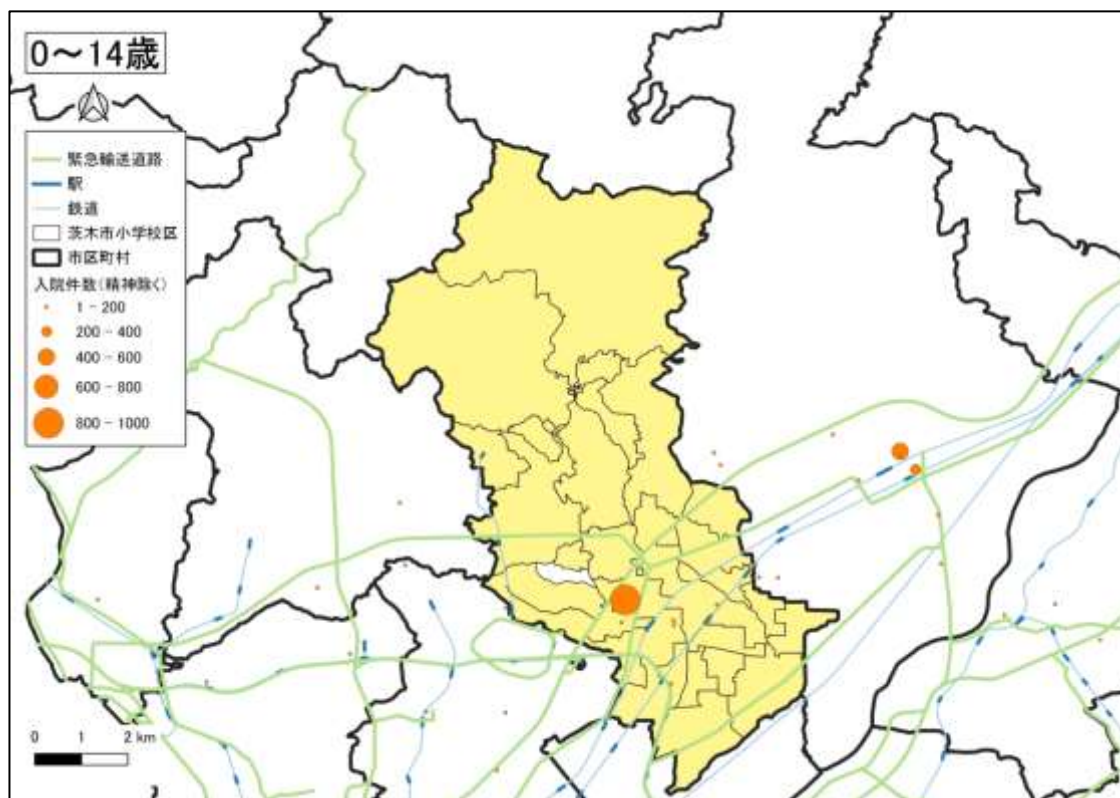 0～14歳
緊急輸送道路
駅
鉄道
茨木市小学校区
市区町村
入院件数(精神除く)
1 - 200
200 - 400
400 - 600
600 - 800
800 - 1000
0 1 2 km